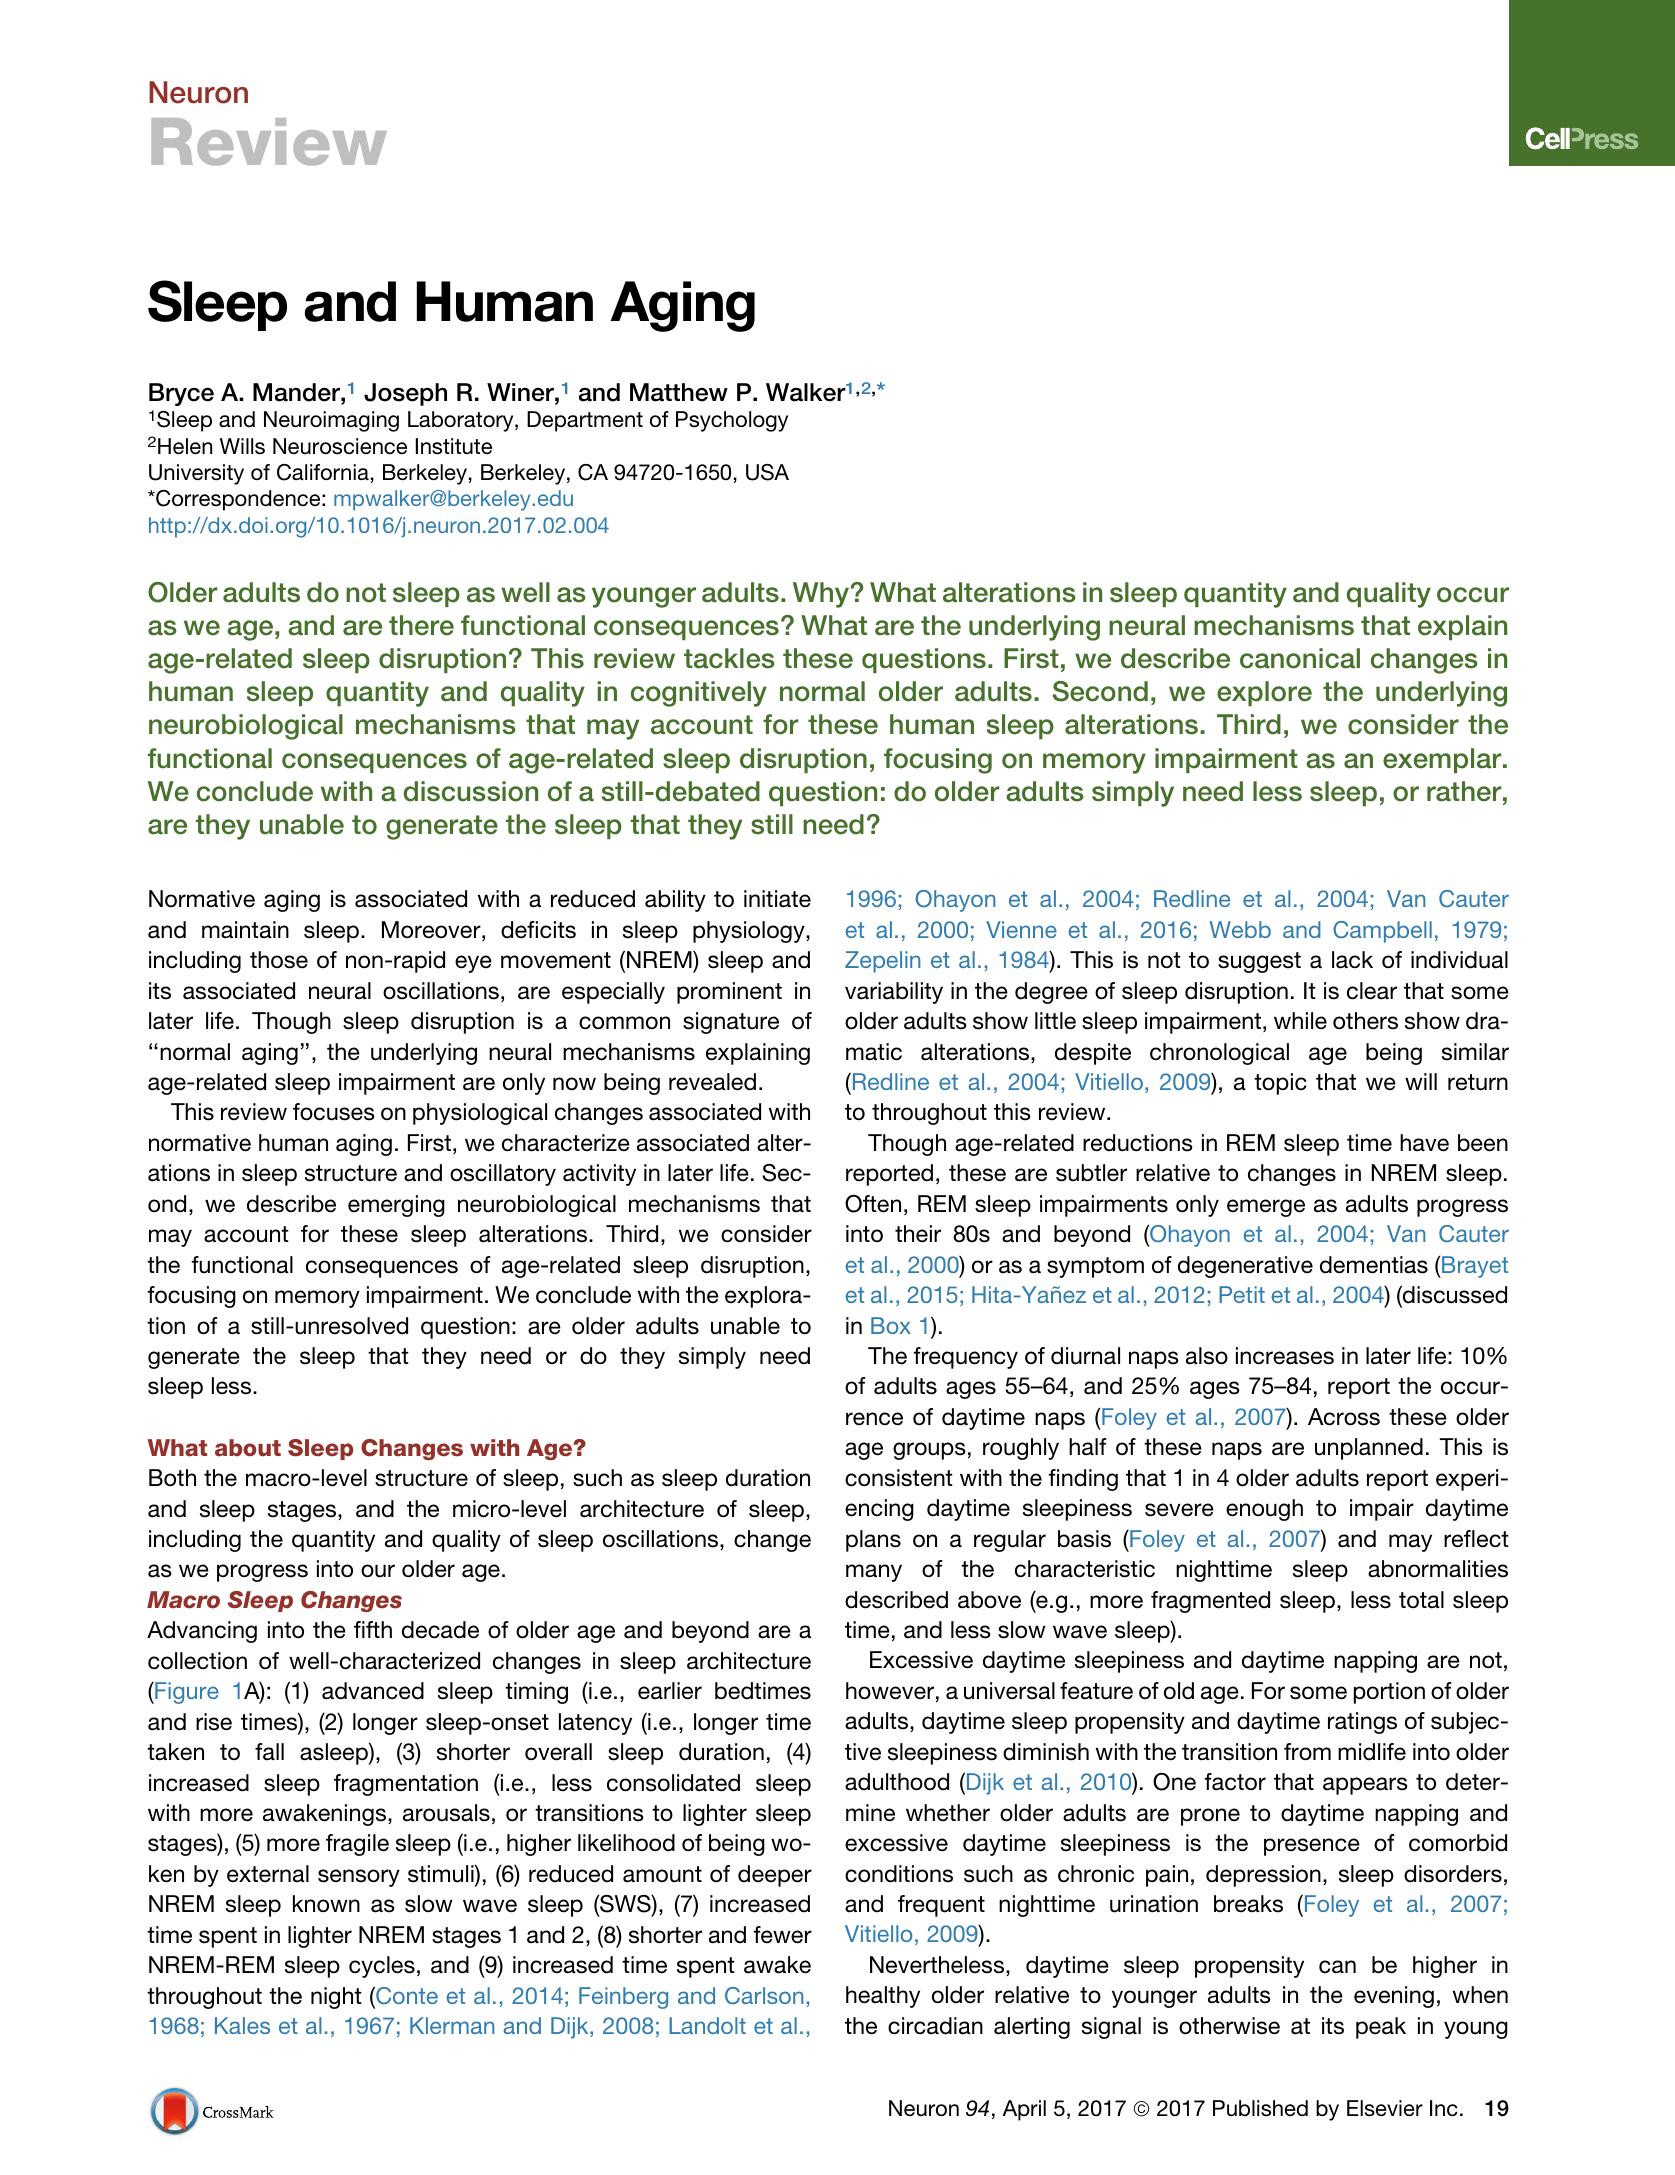 Neuron
Review
CellPress
Sleep and Human Aging
Bryce A. Mander,1 Joseph R. Winer,1 and Matthew P. Walker1,2,*
1Sleep and Neuroimaging Laboratory, Department of Psychology
2Helen Wills Neuroscience Institute
University of California, Berkeley, Berkeley, CA 94720-1650, USA
*Correspondence: mpwalker@berkeley.edu
http://dx.doi.org/10.1016/j.neuron.2017.02.004
Older adults do not sleep as well as younger adults. Why? What alterations in sleep quantity and quality occur
as we age, and are there functional consequences? What are the underlying neural mechanisms that explain
age-related sleep disruption? This review tackles these questions. First, we describe canonical changes in
human sleep quantity and quality in cognitively normal older adults. Second, we explore the underlying
neurobiological mechanisms that may account for these human sleep alterations. Third, we consider the
functional consequences of age-related sleep disruption, focusing on memory impairment as an exemplar.
We conclude with a discussion of a still-debated question: do older adults simply need less sleep, or rather,
are they unable to generate the sleep that they still need?
Normative aging is associated with a reduced ability to initiate
and maintain sleep. Moreover, deficits in sleep physiology,
including those of non-rapid eye movement (NREM) sleep and
its associated neural oscillations, are especially prominent in
later life. Though sleep disruption is a common signature of
‘‘normal aging’’, the underlying neural mechanisms explaining
age-related sleep impairment are only now being revealed.
This review focuses on physiological changes associated with
normative human aging. First, we characterize associated alter-
ations in sleep structure and oscillatory activity in later life. Sec-
ond, we describe emerging neurobiological mechanisms that
may account for these sleep alterations. Third, we consider
the functional consequences of age-related sleep disruption,
focusing on memory impairment. We conclude with the explora-
tion of a still-unresolved question: are older adults unable to
generate the sleep that they need or do they simply need
sleep less.
What about Sleep Changes with Age?
Both the macro-level structure of sleep, such as sleep duration
and sleep stages, and the micro-level architecture of sleep,
including the quantity and quality of sleep oscillations, change
as we progress into our older age.
Macro Sleep Changes
Advancing into the fifth decade of older age and beyond are a
collection of well-characterized changes in sleep architecture
(Figure 1A): (1) advanced sleep timing (i.e., earlier bedtimes
and rise times), (2) longer sleep-onset latency (i.e., longer time
taken to fall asleep), (3) shorter overall sleep duration, (4)
increased sleep fragmentation (i.e., less consolidated sleep
with more awakenings, arousals, or transitions to lighter sleep
stages), (5) more fragile sleep (i.e., higher likelihood of being wo-
ken by external sensory stimuli), (6) reduced amount of deeper
NREM sleep known as slow wave sleep (SWS), (7) increased
time spent in lighter NREM stages 1 and 2, (8) shorter and fewer
NREM-REM sleep cycles, and (9) increased time spent awake
throughout the night (Conte et al., 2014; Feinberg and Carlson,
1968; Kales et al., 1967; Klerman and Dijk, 2008; Landolt et al.,
1996; Ohayon et al., 2004; Redline et al., 2004; Van Cauter
et al., 2000; Vienne et al., 2016; Webb and Campbell, 1979;
Zepelin et al., 1984). This is not to suggest a lack of individual
variability in the degree of sleep disruption. It is clear that some
older adults show little sleep impairment, while others show dra-
matic alterations, despite chronological age being similar
(Redline et al., 2004; Vitiello, 2009), a topic that we will return
to throughout this review.
Though age-related reductions in REM sleep time have been
reported, these are subtler relative to changes in NREM sleep.
Often, REM sleep impairments only emerge as adults progress
into their 80s and beyond (Ohayon et al., 2004; Van Cauter
et al., 2000) or as a symptom of degenerative dementias (Brayet
et al., 2015; Hita-Yañez et al., 2012; Petit et al., 2004) (discussed
in Box 1).
The frequency of diurnal naps also increases in later life: 10%
of adults ages 55–64, and 25% ages 75–84, report the occur-
rence of daytime naps (Foley et al., 2007). Across these older
age groups, roughly half of these naps are unplanned. This is
consistent with the finding that 1 in 4 older adults report experi-
encing daytime sleepiness severe enough to impair daytime
plans on a regular basis (Foley et al., 2007) and may reflect
many of the characteristic nighttime sleep abnormalities
described above (e.g., more fragmented sleep, less total sleep
time, and less slow wave sleep).
Excessive daytime sleepiness and daytime napping are not,
however, a universal feature of old age. For some portion of older
adults, daytime sleep propensity and daytime ratings of subjec-
tive sleepiness diminish with the transition from midlife into older
adulthood (Dijk et al., 2010). One factor that appears to deter-
mine whether older adults are prone to daytime napping and
excessive daytime sleepiness is the presence of comorbid
conditions such as chronic pain, depression, sleep disorders,
and frequent nighttime urination breaks (Foley et al., 2007;
Vitiello, 2009).
Nevertheless, daytime sleep propensity can be higher in
healthy older relative to younger adults in the evening, when
the circadian alerting signal is otherwise at its peak in young
CrossMark
Neuron 94, April 5, 2017 © 2017 Published by Elsevier Inc. 19